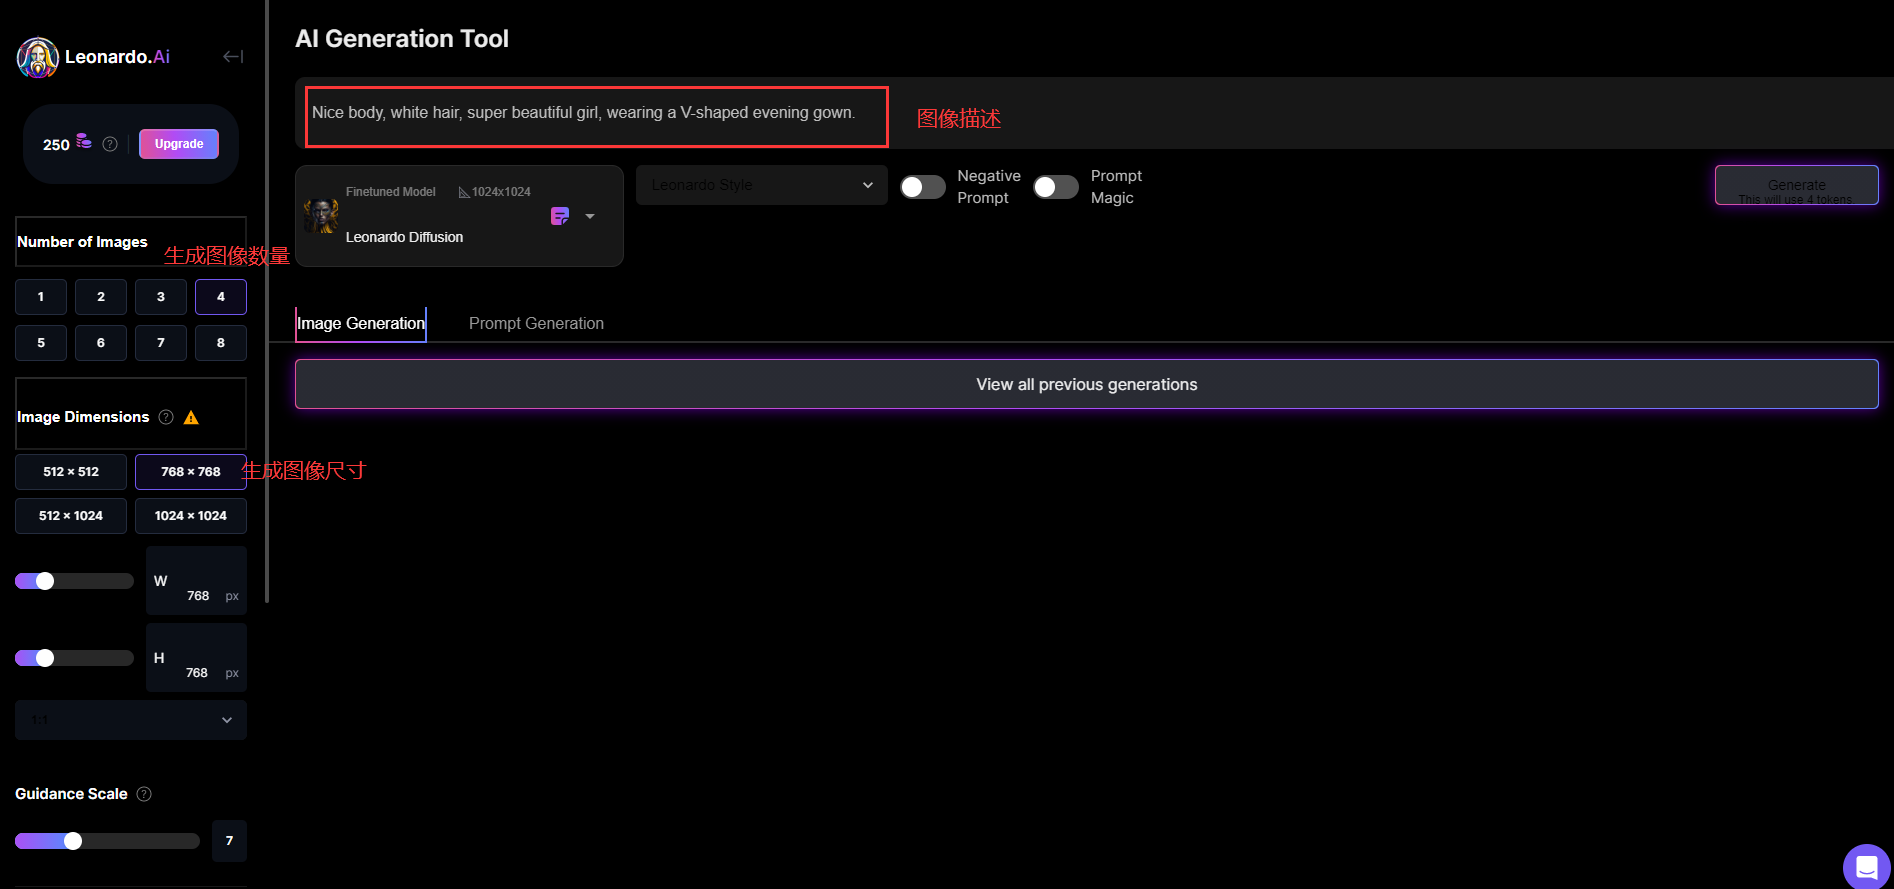 Leonardo.Ai
250
?
Upgrade
Number of Images
生成图像数量
1
2
3
4
5
6
7
8
Image Dimensions ?
512 × 512
768 × 768
生成图像尺寸
512 × 1024
1024 × 1024
W
768 px
H
768 px
1:1
Guidance Scale ?
7
AI Generation Tool
Nice body, white hair, super beautiful girl, wearing a V-shaped evening gown.
图像描述
Finetuned Model
1024x1024
Leonardo Diffusion
Leonardo Style
Negative
Prompt
Prompt
Magic
Generate
This will use 4 tokens
Image Generation
Prompt Generation
View all previous generations